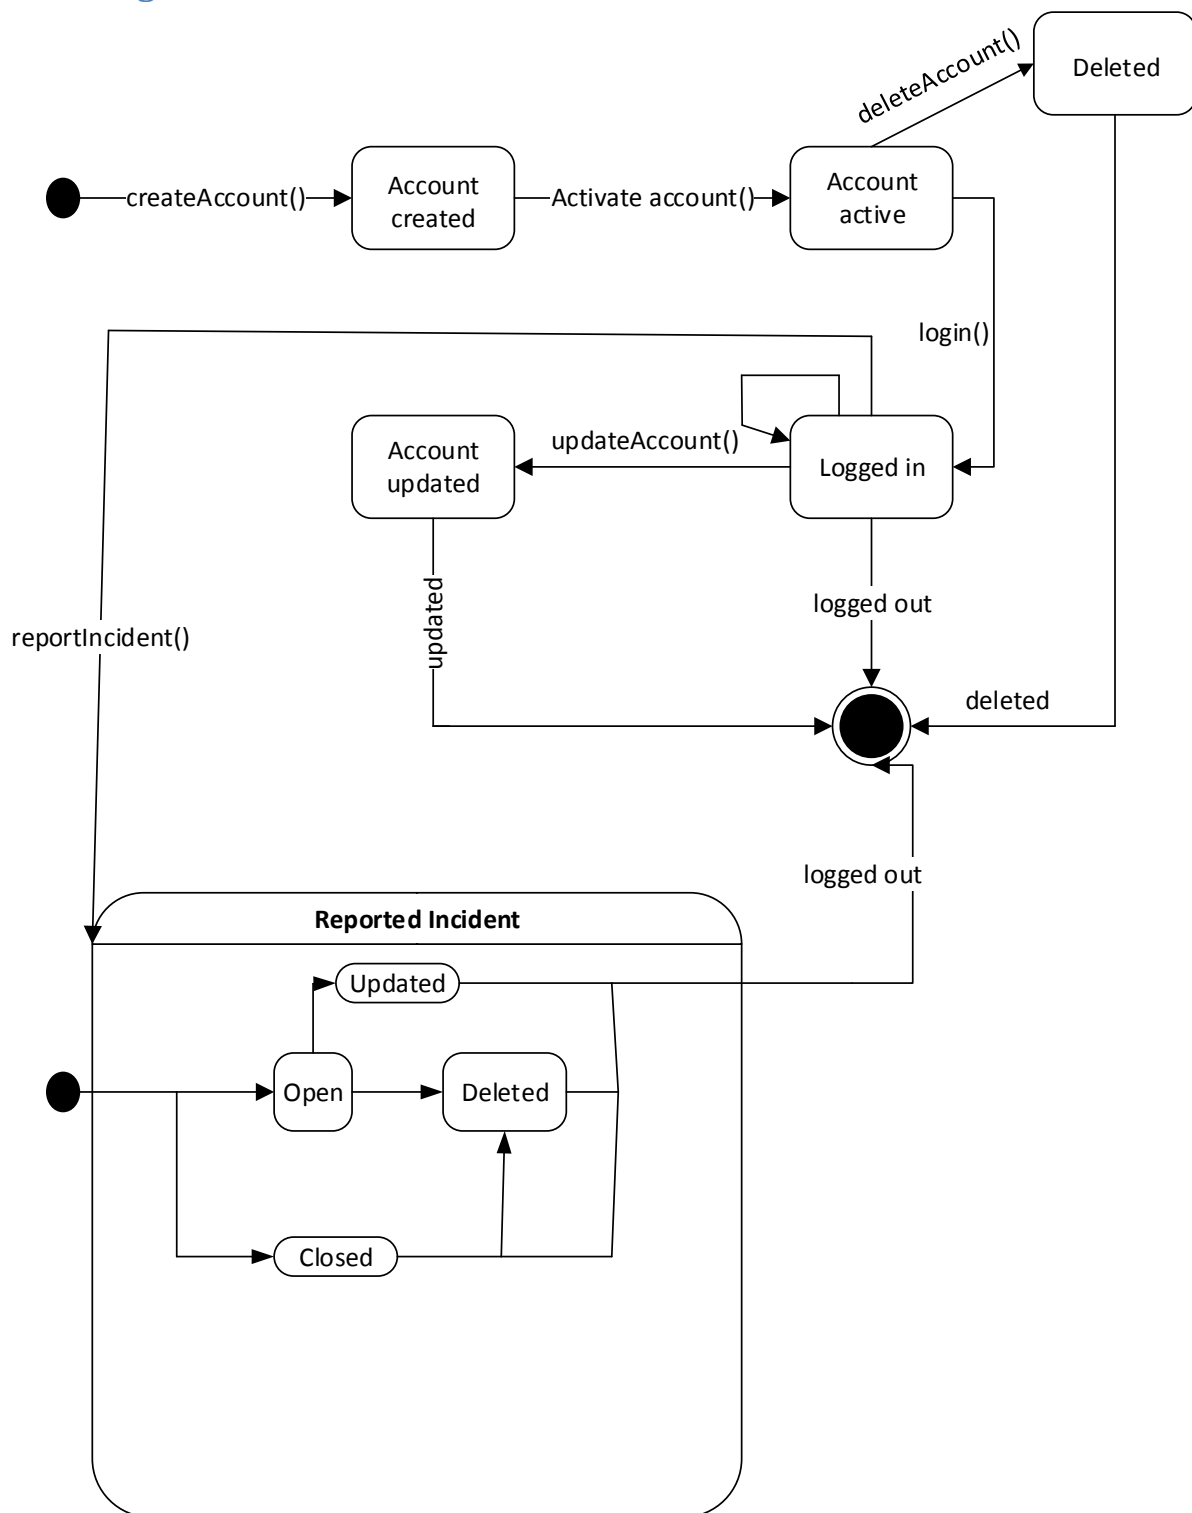 deleteAccount()
Deleted
createAccount()
Account
created
Activate account()
Account
active
login()
Account
updated
updateAccount()
Logged in
updated
logged out
reportIncident()
deleted
logged out
Reported Incident
Updated
Open
Deleted
Closed